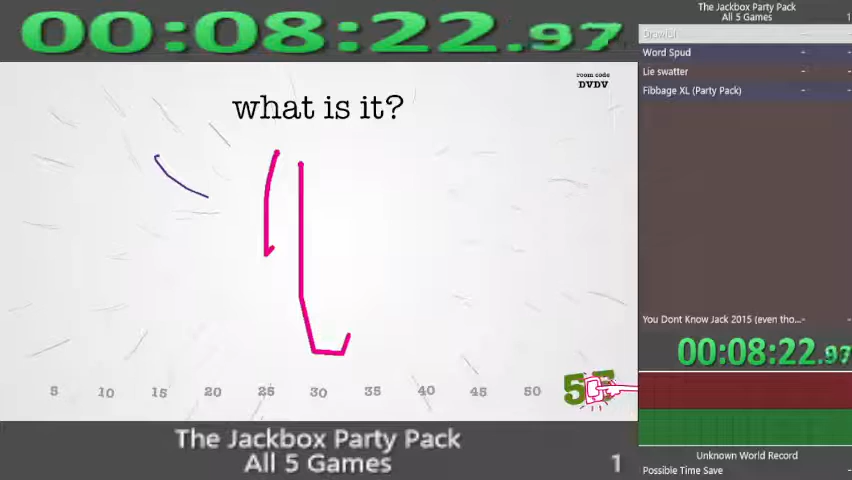 00:08:22.97
room code
DVDV
what is it?
5 10 15 20 25 30 35 40 45 50
The Jackbox Party Pack
All 5 Games 1
The Jackbox Party Pack
All 5 Games 1
Drawful
Word Spud - -
Lie swatter - -
Fibbage XL (Party Pack) - -
You Dont Know Jack 2015 (even tho... - -
00:08:22.97
Unknown World Record
Possible Time Save -